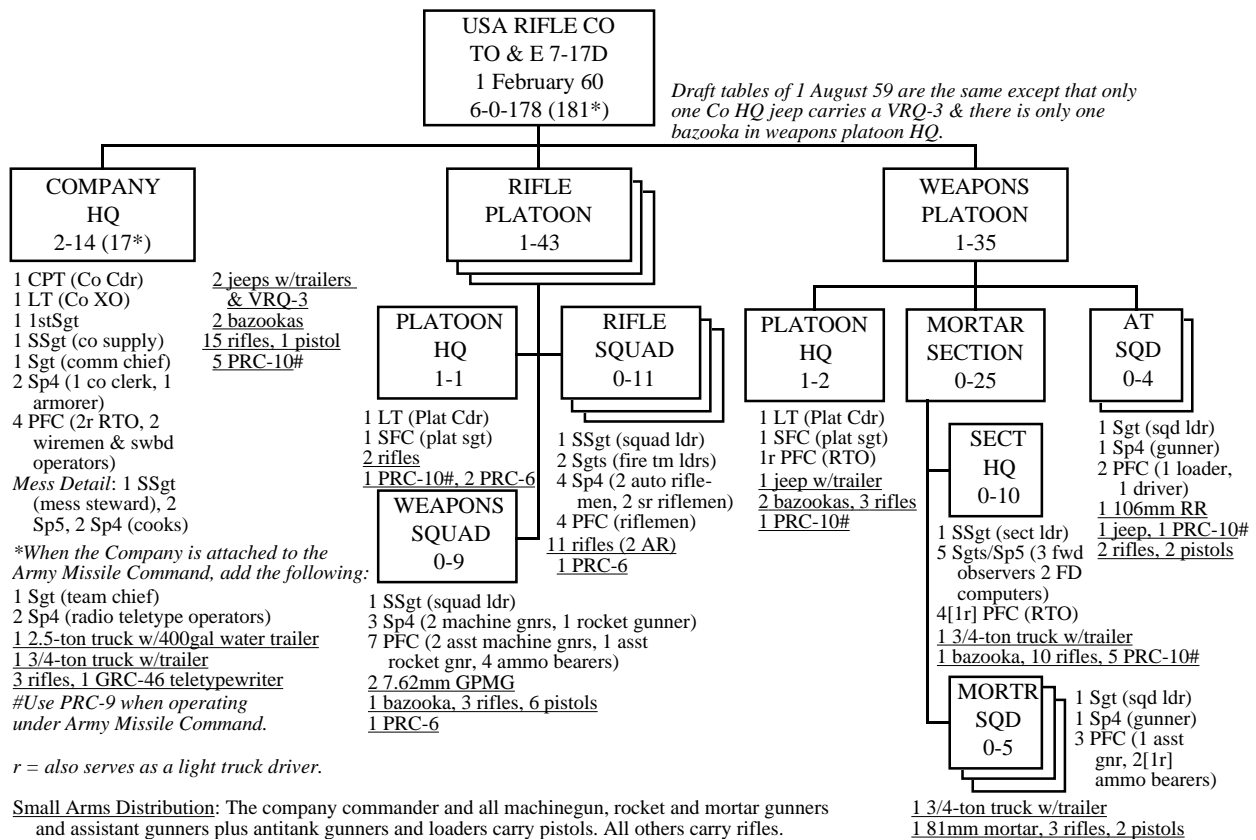 USA RIFLE CO
TO & E 7-17D
1 February 60
6-0-178 (181*)
Draft tables of 1 August 59 are the same except that only
one Co HQ jeep carries a VRQ-3 & there is only one
bazooka in weapons platoon HQ.
COMPANY
HQ
2-14 (17*)
1 CPT (Co Cdr)
1 LT (Co XO)
1 1stSgt
1 SSgt (co supply)
1 Sgt (comm chief)
2 Sp4 (1 co clerk, 1
armorer)
4 PFC (2r RTO, 2
wiremen & swbd
operators)
Mess Detail: 1 SSgt
(mess steward), 2
Sp5, 2 Sp4 (cooks)
2 jeeps w/trailers
& VRQ-3
2 bazookas
15 rifles, 1 pistol
5 PRC-10#
*When the Company is attached to the
Army Missile Command, add the following:
1 Sgt (team chief)
2 Sp4 (radio teletype operators)
1 2.5-ton truck w/400gal water trailer
1 3/4-ton truck w/trailer
3 rifles, 1 GRC-46 teletypewriter
#Use PRC-9 when operating
under Army Missile Command.
r = also serves as a light truck driver.
RIFLE
PLATOON
1-43
PLATOON
HQ
1-1
1 LT (Plat Cdr)
1 SFC (plat sgt)
2 rifles
1 PRC-10#, 2 PRC-6
RIFLE
SQUAD
0-11
1 SSgt (squad ldr)
2 Sgts (fire tm ldrs)
4 Sp4 (2 auto rifle-
men, 2 sr riflemen)
4 PFC (riflemen)
11 rifles (2 AR)
1 PRC-6
WEAPONS
SQUAD
0-9
1 SSgt (squad ldr)
3 Sp4 (2 machine gnrs, 1 rocket gunner)
7 PFC (2 asst machine gnrs, 1 asst
rocket gnr, 4 ammo bearers)
2 7.62mm GPMG
1 bazooka, 3 rifles, 6 pistols
1 PRC-6
WEAPONS
PLATOON
1-35
PLATOON
HQ
1-2
1 LT (Plat Cdr)
1 SFC (plat sgt)
1r PFC (RTO)
1 jeep w/trailer
2 bazookas, 3 rifles
1 PRC-10#
MORTAR
SECTION
0-25
SECT
HQ
0-10
1 SSgt (sect ldr)
5 Sgts/Sp5 (3 fwd
observers 2 FD
computers)
4[1r] PFC (RTO)
1 3/4-ton truck w/trailer
1 bazooka, 10 rifles, 5 PRC-10#
MORTR
SQD
0-5
1 Sgt (sqd ldr)
1 Sp4 (gunner)
3 PFC (1 asst
gnr, 2[1r]
ammo bearers)
1 3/4-ton truck w/trailer
1 81mm mortar, 3 rifles, 2 pistols
AT
SQD
0-4
1 Sgt (sqd ldr)
1 Sp4 (gunner)
2 PFC (1 loader,
1 driver)
1 106mm RR
1 jeep, 1 PRC-10#
2 rifles, 2 pistols
Small Arms Distribution: The company commander and all machinegun, rocket and mortar gunners
and assistant gunners plus antitank gunners and loaders carry pistols. All others carry rifles.